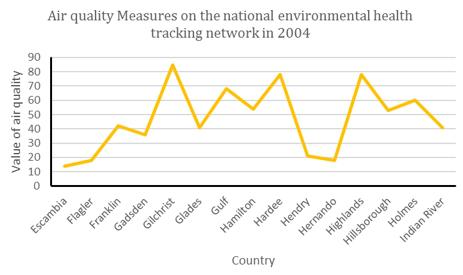 Air quality Measures on the national environmental health
tracking network in 2004
Value of air quality
90
80
70
60
50
40
30
20
10
0
Escambia
Flagler
Franklin
Gadsden
Gilchrist
Glades
Gulf
Hamilton
Hardee
Hendry
Hernando
Highlands
Hillsborough
Holmes
Indian River
Country